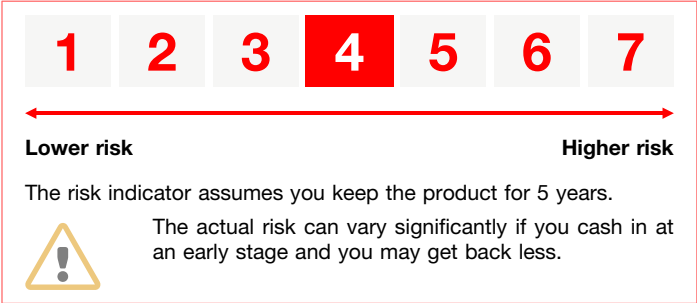 1 2 3 4 5 6 7
Lower risk Higher risk
The risk indicator assumes you keep the product for 5 years.
The actual risk can vary significantly if you cash in at
an early stage and you may get back less.